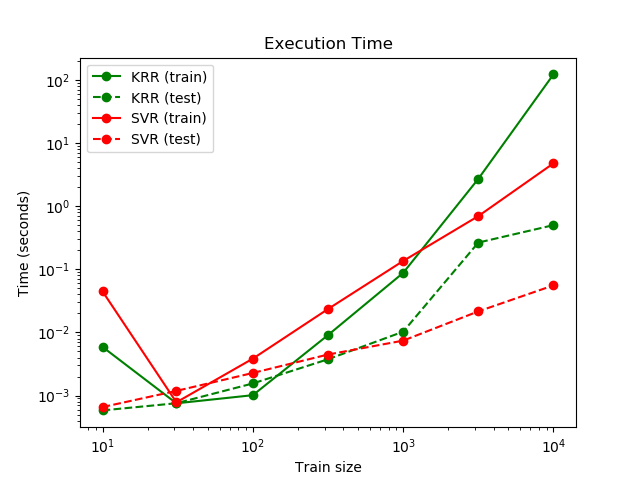 Execution Time
KRR (train)
KRR (test)
SVR (train)
SVR (test)
10²
10¹
10⁰
10⁻¹
10⁻²
10⁻³
Time (seconds)
10¹ 10² 10³ 10⁴
Train size